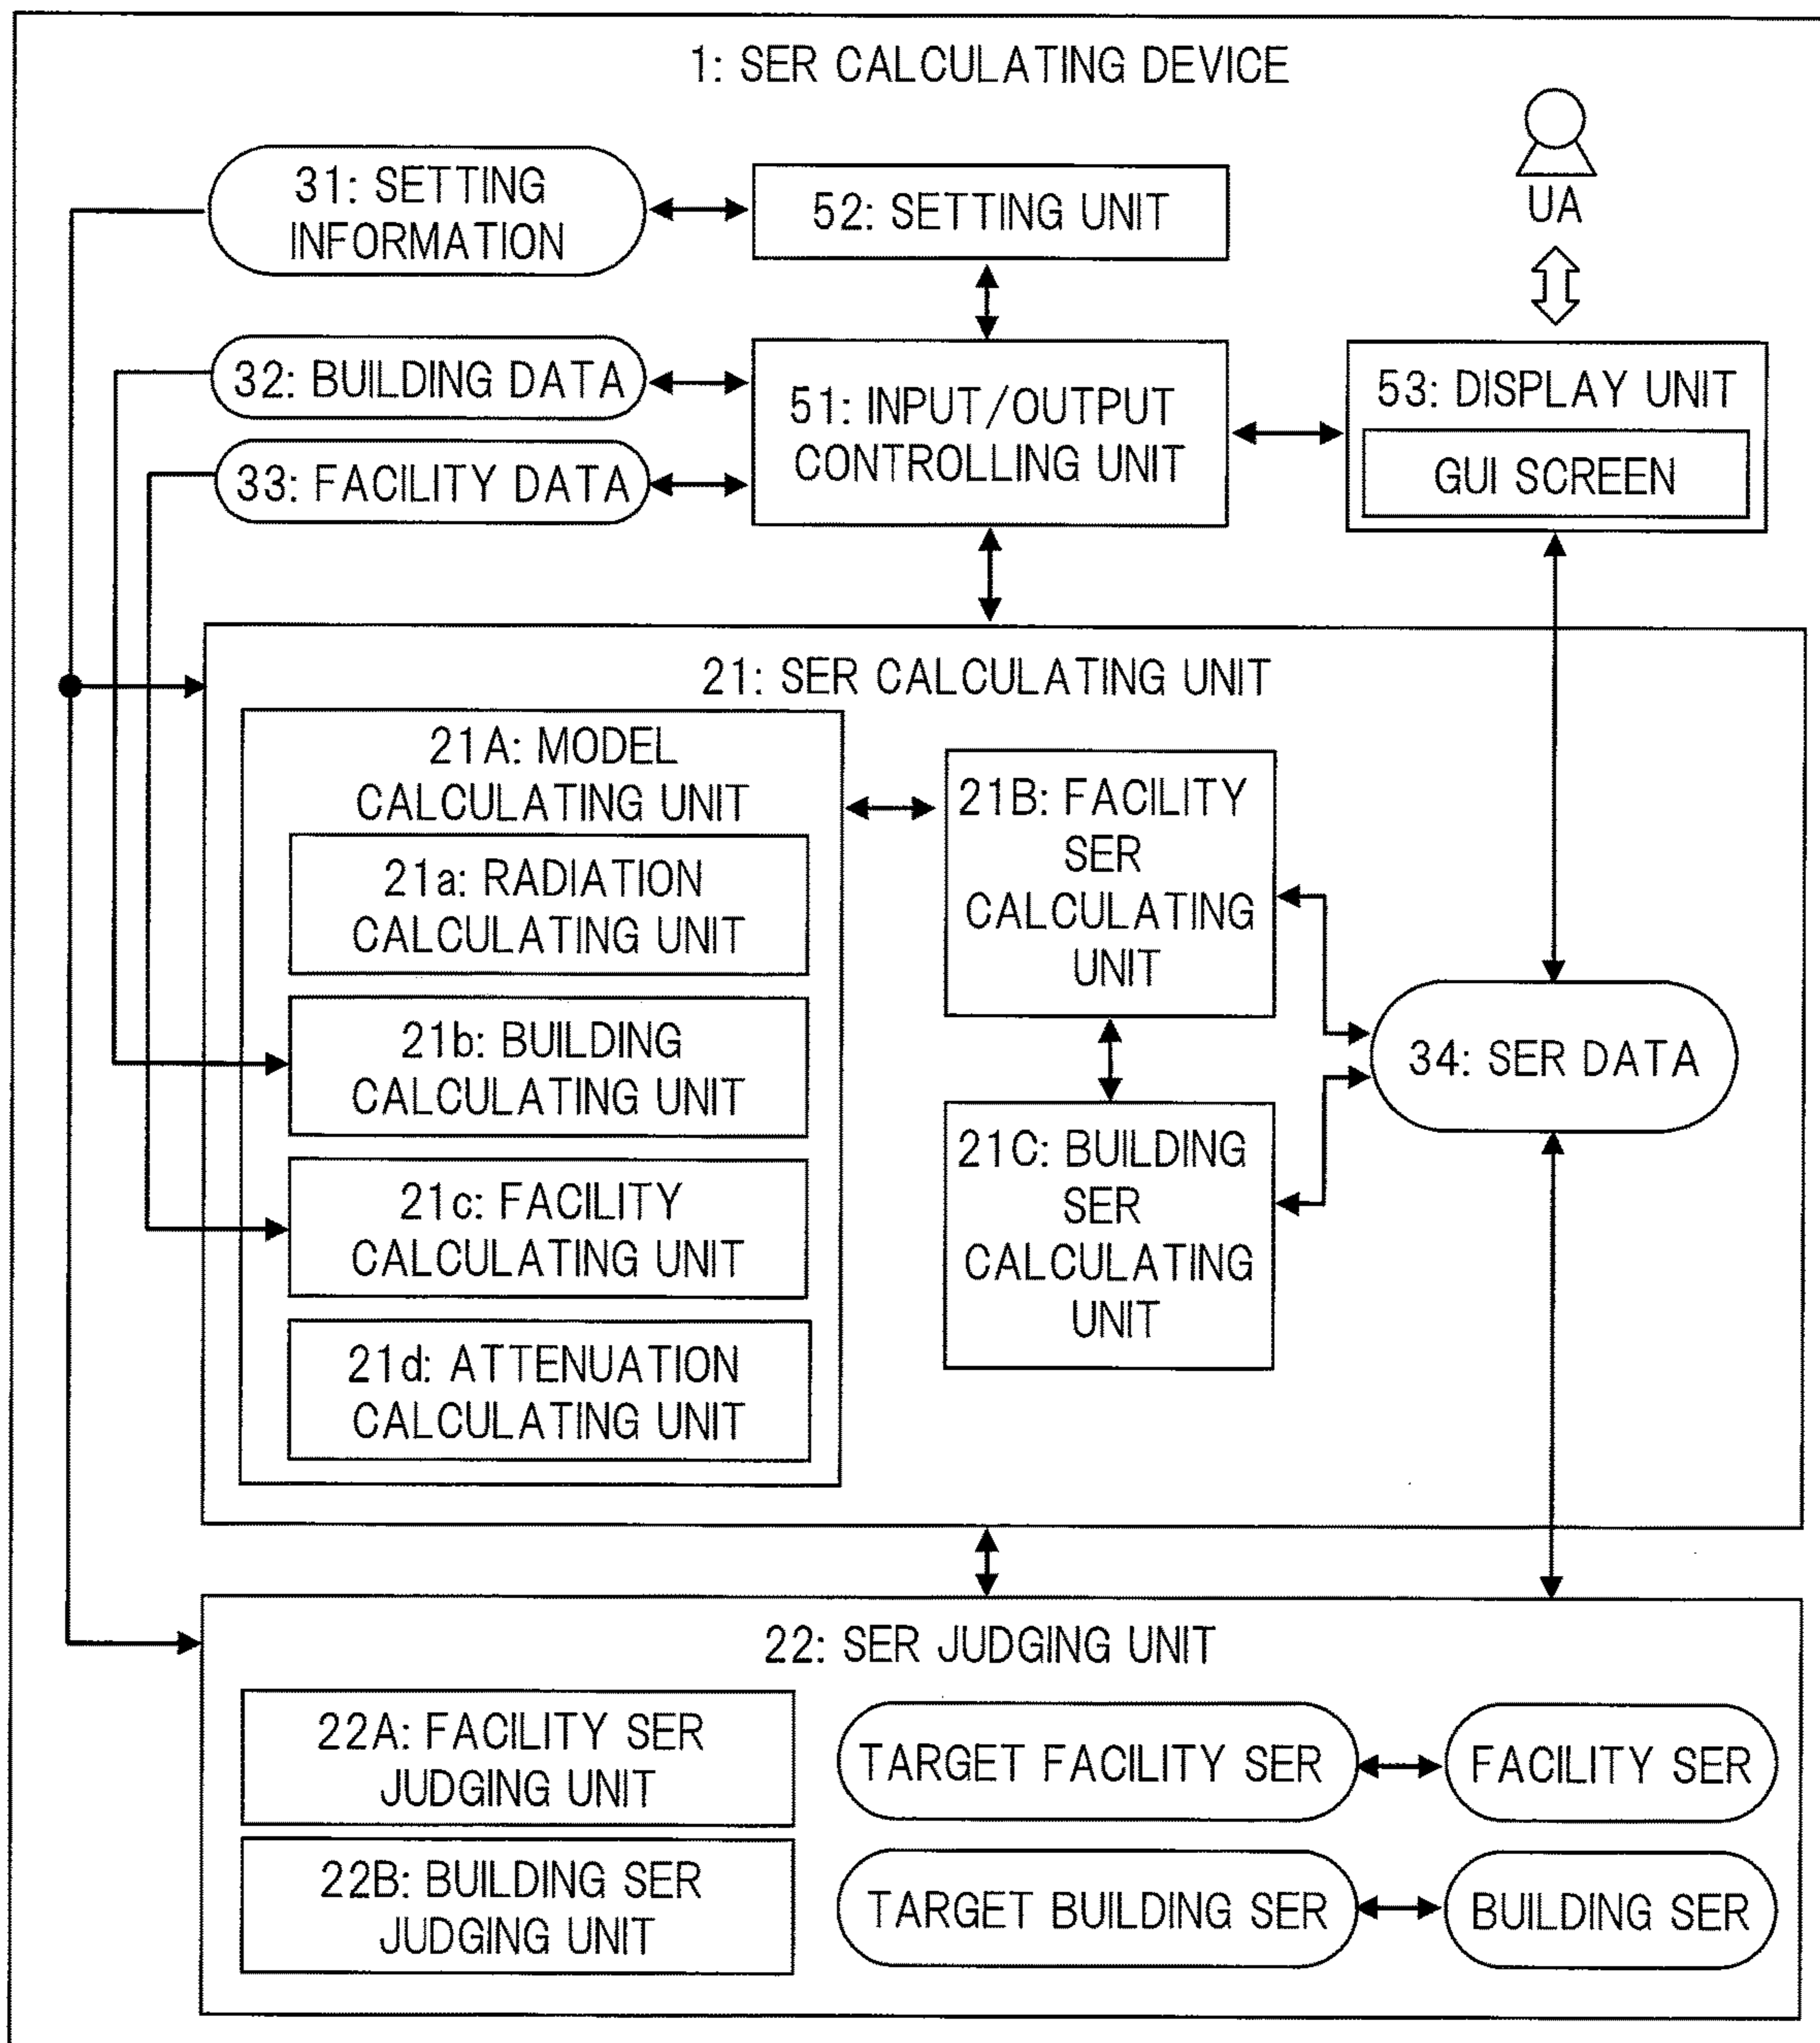 1: SER CALCULATING DEVICE
UA
31: SETTING
INFORMATION
52: SETTING UNIT
32: BUILDING DATA
33: FACILITY DATA
51: INPUT/OUTPUT
CONTROLLING UNIT
53: DISPLAY UNIT
GUI SCREEN
21: SER CALCULATING UNIT
21A: MODEL
CALCULATING UNIT
21a: RADIATION
CALCULATING UNIT
21b: BUILDING
CALCULATING UNIT
21c: FACILITY
CALCULATING UNIT
21d: ATTENUATION
CALCULATING UNIT
21B: FACILITY
SER
CALCULATING
UNIT
21C: BUILDING
SER
CALCULATING
UNIT
34: SER DATA
22: SER JUDGING UNIT
22A: FACILITY SER
JUDGING UNIT
22B: BUILDING SER
JUDGING UNIT
TARGET FACILITY SER
FACILITY SER
TARGET BUILDING SER
BUILDING SER